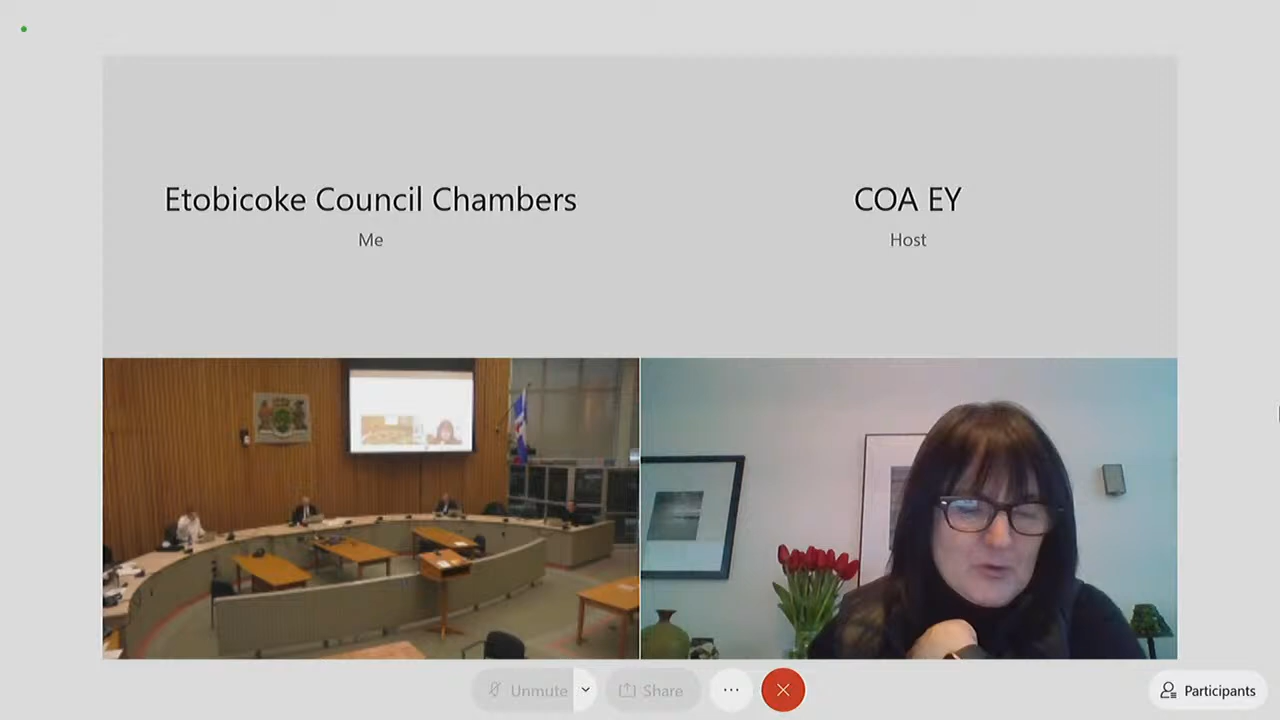 Etobicoke Council Chambers
Me
COA EY
Host
Unmute
Share
Participants